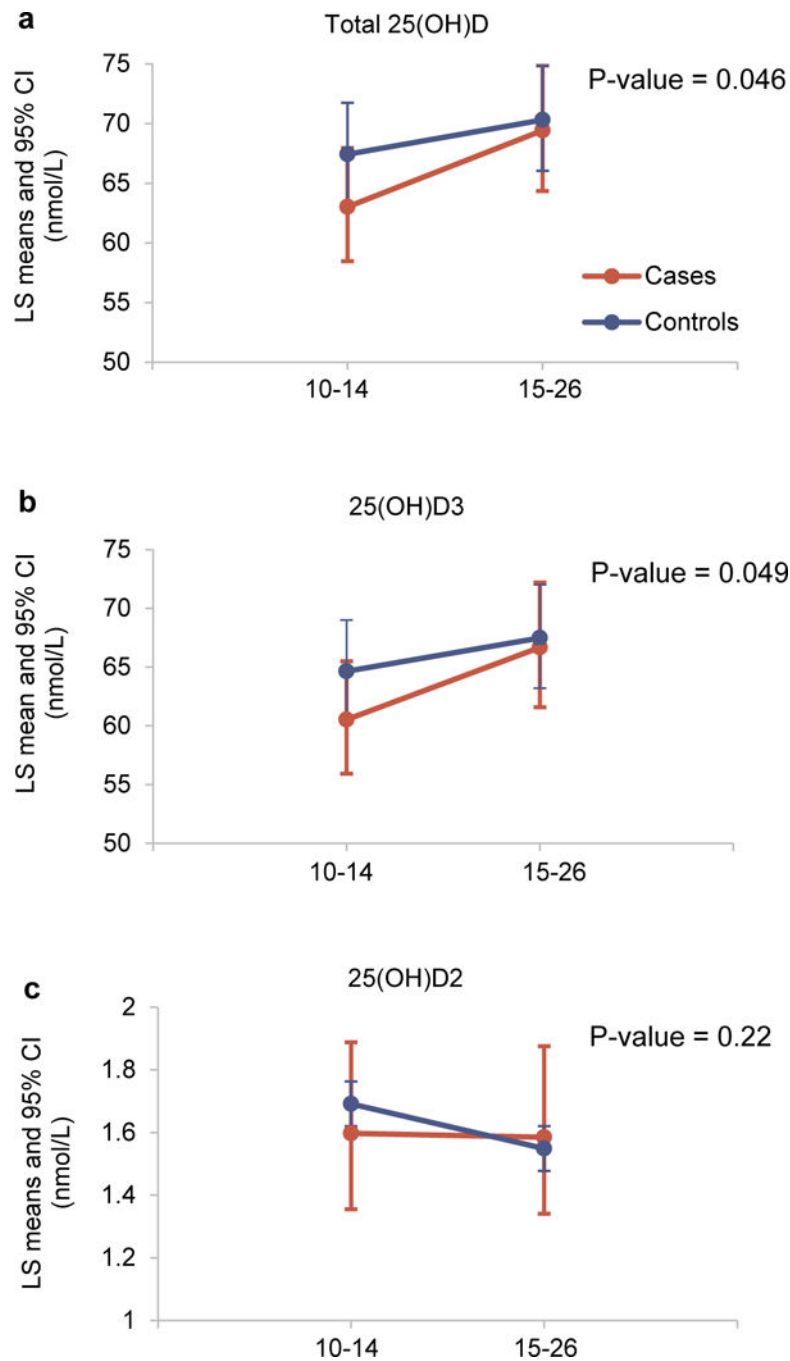 a
Total 25(OH)D
LS means and 95% CI
(nmol/L)
75
70
65
60
55
50
P-value = 0.046
Cases
Controls
10-14
15-26
b
25(OH)D3
LS mean and 95% CI
(nmol/L)
75
70
65
60
55
50
P-value = 0.049
10-14
15-26
c
25(OH)D2
LS means and 95% CI
(nmol/L)
2
1.8
1.6
1.4
1.2
1
P-value = 0.22
10-14
15-26